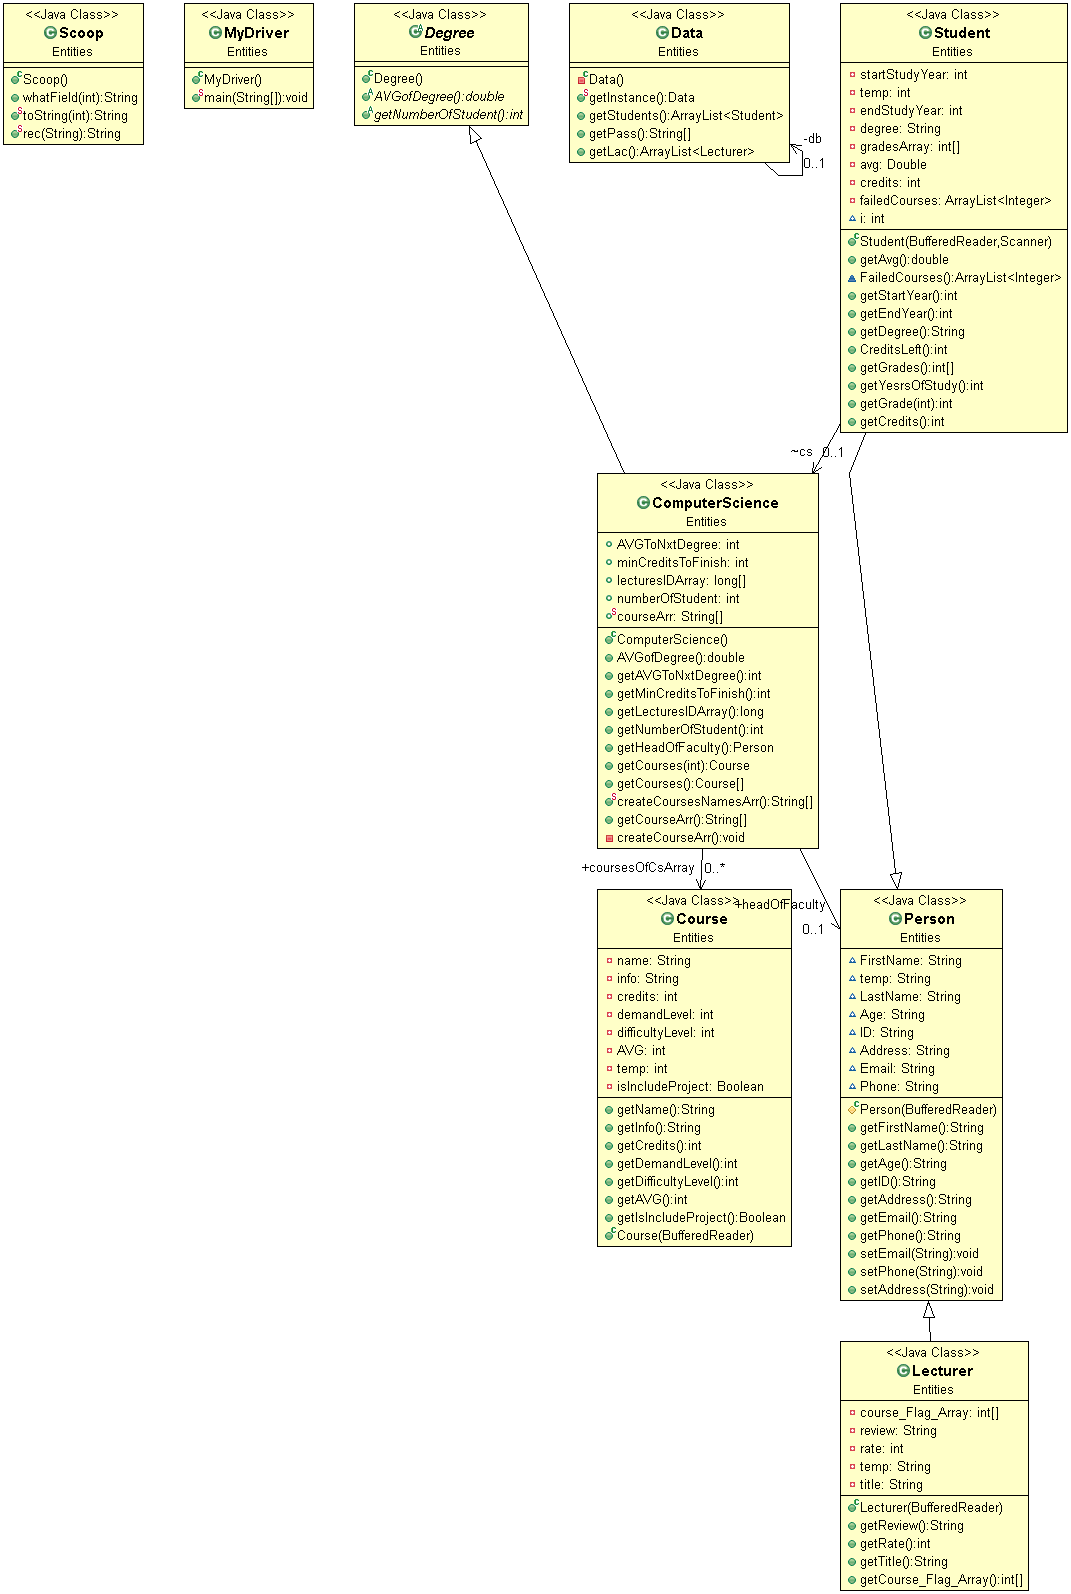 <<Java Class>>
Scoop
Entities
Scoop()
whatField(int):String
toString(int):String
rec(String):String
<<Java Class>>
MyDriver
Entities
MyDriver()
main(String[]):void
<<Java Class>>
Degree
Entities
Degree()
AVGofDegree():double
getNumberOfStudent():int
<<Java Class>>
Data
Entities
Data()
getInstance():Data
getStudents():ArrayList<Student>
getPass():String[]
getLac():ArrayList<Lecturer>
-db
0..1
<<Java Class>>
Student
Entities
startStudyYear: int
temp: int
endStudyYear: int
degree: String
gradesArray: int[]
avg: Double
credits: int
failedCourses: ArrayList<Integer>
i: int
Student(BufferedReader,Scanner)
getAvg():double
FailedCourses():ArrayList<Integer>
getStartYear():int
getEndYear():int
getDegree():String
CreditsLeft():int
getGrades():int[]
getYesrsOfStudy():int
getGrade(int):int
getCredits():int
~cs 0..1
<<Java Class>>
ComputerScience
Entities
AVGToNxtDegree: int
minCreditsToFinish: int
lecturesIDArray: long[]
numberOfStudent: int
courseArr: String[]
ComputerScience()
AVGofDegree():double
getAVGToNxtDegree():int
getMinCreditsToFinish():int
getLecturesIDArray():long
getNumberOfStudent():int
getHeadOfFaculty():Person
getCourses(int):Course
getCourses():Course[]
createCoursesNamesArr():String[]
getCourseArr():String[]
createCourseArr():void
+coursesOfCsArray 0..*
+headOfFaculty
0..1
<<Java Class>>
Course
Entities
name: String
info: String
credits: int
demandLevel: int
difficultyLevel: int
AVG: int
temp: int
isIncludeProject: Boolean
getName():String
getInfo():String
getCredits():int
getDemandLevel():int
getDifficultyLevel():int
getAVG():int
getIsIncludeProject():Boolean
Course(BufferedReader)
<<Java Class>>
Person
Entities
FirstName: String
temp: String
LastName: String
Age: String
ID: String
Address: String
Email: String
Phone: String
Person(BufferedReader)
getFirstName():String
getLastName():String
getAge():String
getID():String
getAddress():String
getEmail():String
getPhone():String
setEmail(String):void
setPhone(String):void
setAddress(String):void
<<Java Class>>
Lecturer
Entities
course_Flag_Array: int[]
review: String
rate: int
temp: String
title: String
Lecturer(BufferedReader)
getReview():String
getRate():int
getTitle():String
getCourse_Flag_Array():int[]